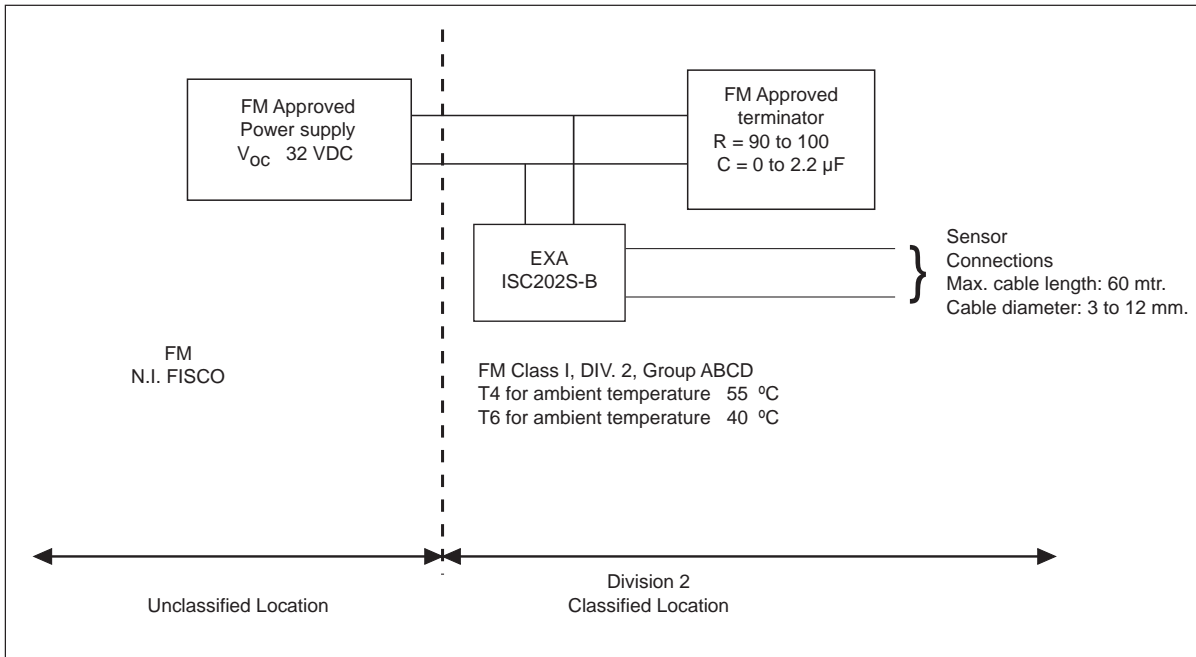 FM Approved
Power supply
VOC 32 VDC
FM Approved
terminator
R = 90 to 100
C = 0 to 2.2 µF
EXA
ISC202S-B
}
Sensor
Connections
Max. cable length: 60 mtr.
Cable diameter: 3 to 12 mm.
FM
N.I. FISCO
FM Class I, DIV. 2, Group ABCD
T4 for ambient temperature 55 ºC
T6 for ambient temperature 40 ºC
Unclassified Location
Division 2
Classified Location